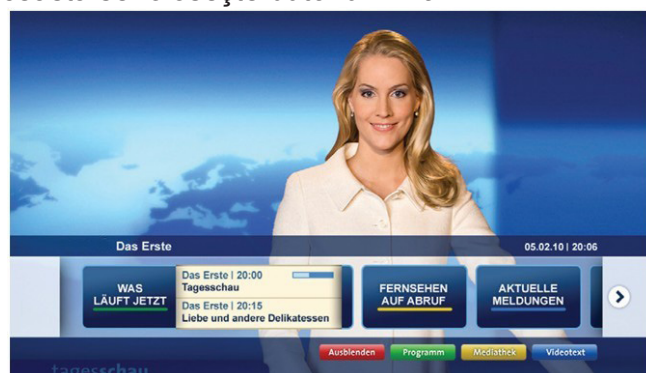 Das Erste
05.02.10 | 20:06
WAS
LÄUFT JETZT
Das Erste | 20:00
Tagesschau
Das Erste | 20:15
Liebe und andere Delikatessen
FERNSEHEN
AUF ABRUF
AKTUELLE
MELDUNGEN
Ausblenden
Programm
Mediathek
Videotext
tagesschau